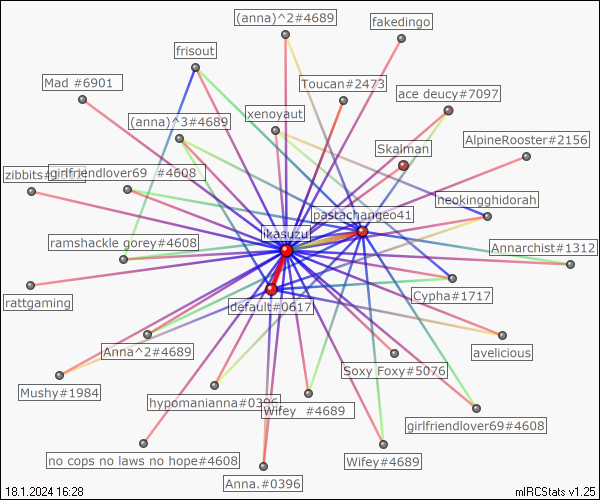 (anna)^2#4689
fakedingo
frisout
Mad #6901
Toucan#2473
ace deucy#7097
(anna)^3#4689
xenoyaut
AlpineRooster#2156
Skalman
zibbits#
girlfriendlover69 #4608
neokingghidorah
pastachangeo41
ikasuzu
ramshackle gorey#4608
Annarchist#1312
rattgaming
Cypha#1717
default#0617
Anna^2#4689
avelicious
Soxy Foxy#5076
Mushy#1984
hypomanianna#0396
Wifey #4689
girlfriendlover69#4608
no cops no laws no hope#4608
Wifey#4689
Anna.#0396
18.1.2024 16:28
mIRCStats v1.25